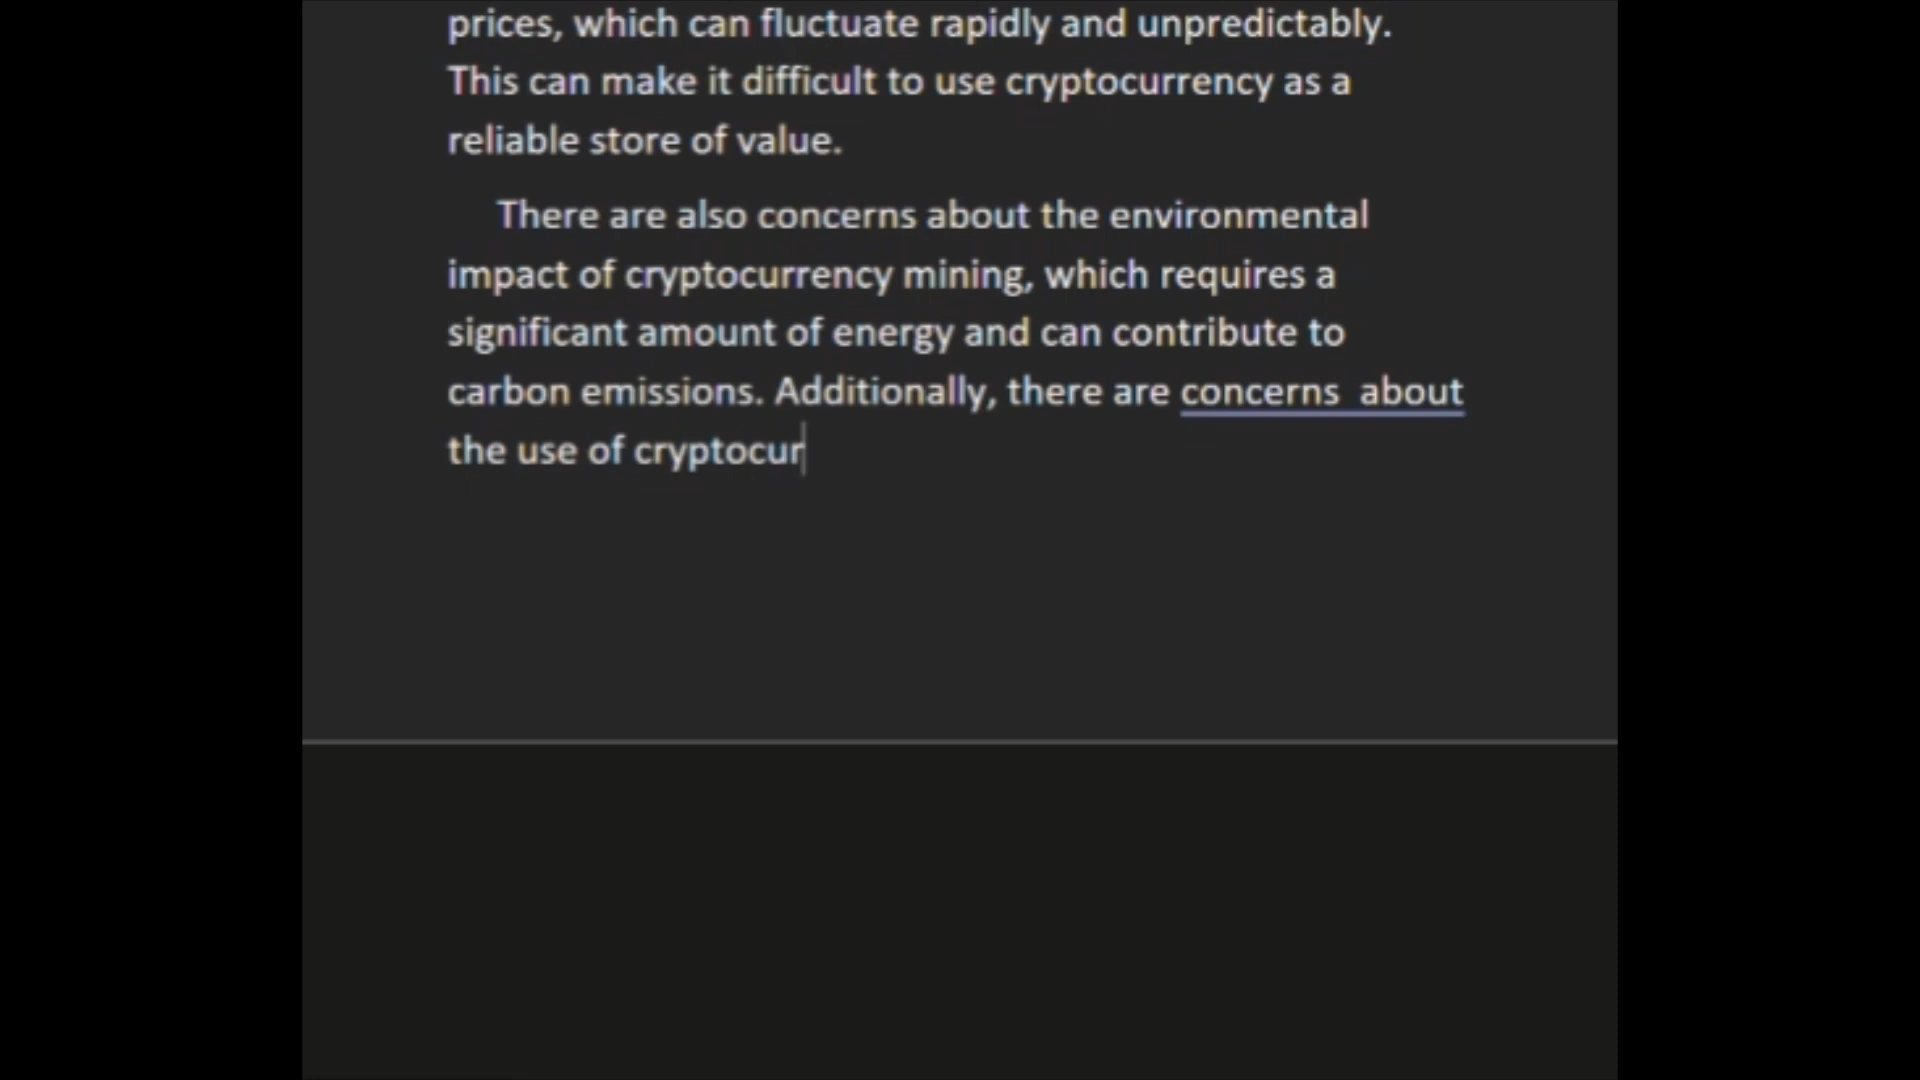 prices, which can fluctuate rapidly and unpredictably.
This can make it difficult to use cryptocurrency as a
reliable store of value.
There are also concerns about the environmental
impact of cryptocurrency mining, which requires a
significant amount of energy and can contribute to
carbon emissions. Additionally, there are concerns  about
the use of cryptocur